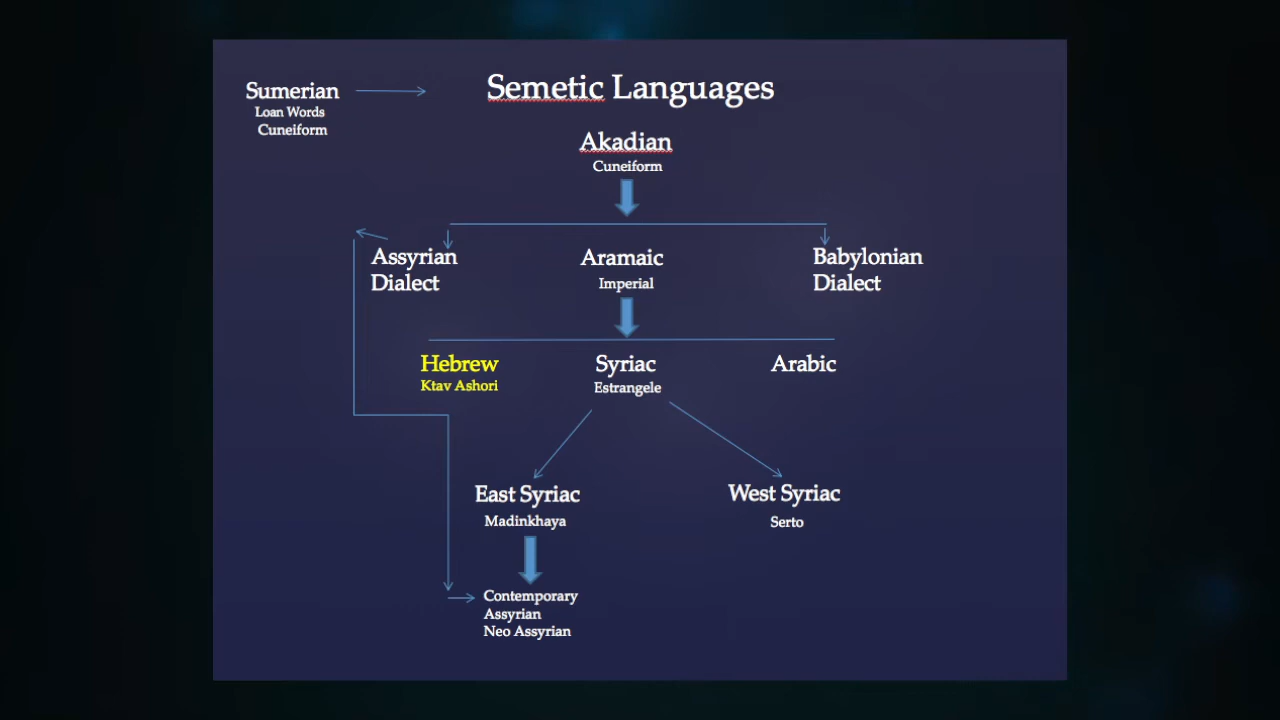 Sumerian
Loan Words
Cuneiform
Semetic Languages
Akadian
Cuneiform
Assyrian
Dialect
Aramaic
Imperial
Babylonian
Dialect
Hebrew
Ktav Ashori
Syriac
Estrangele
Arabic
East Syriac
Madinkhaya
West Syriac
Serto
Contemporary
Assyrian
Neo Assyrian